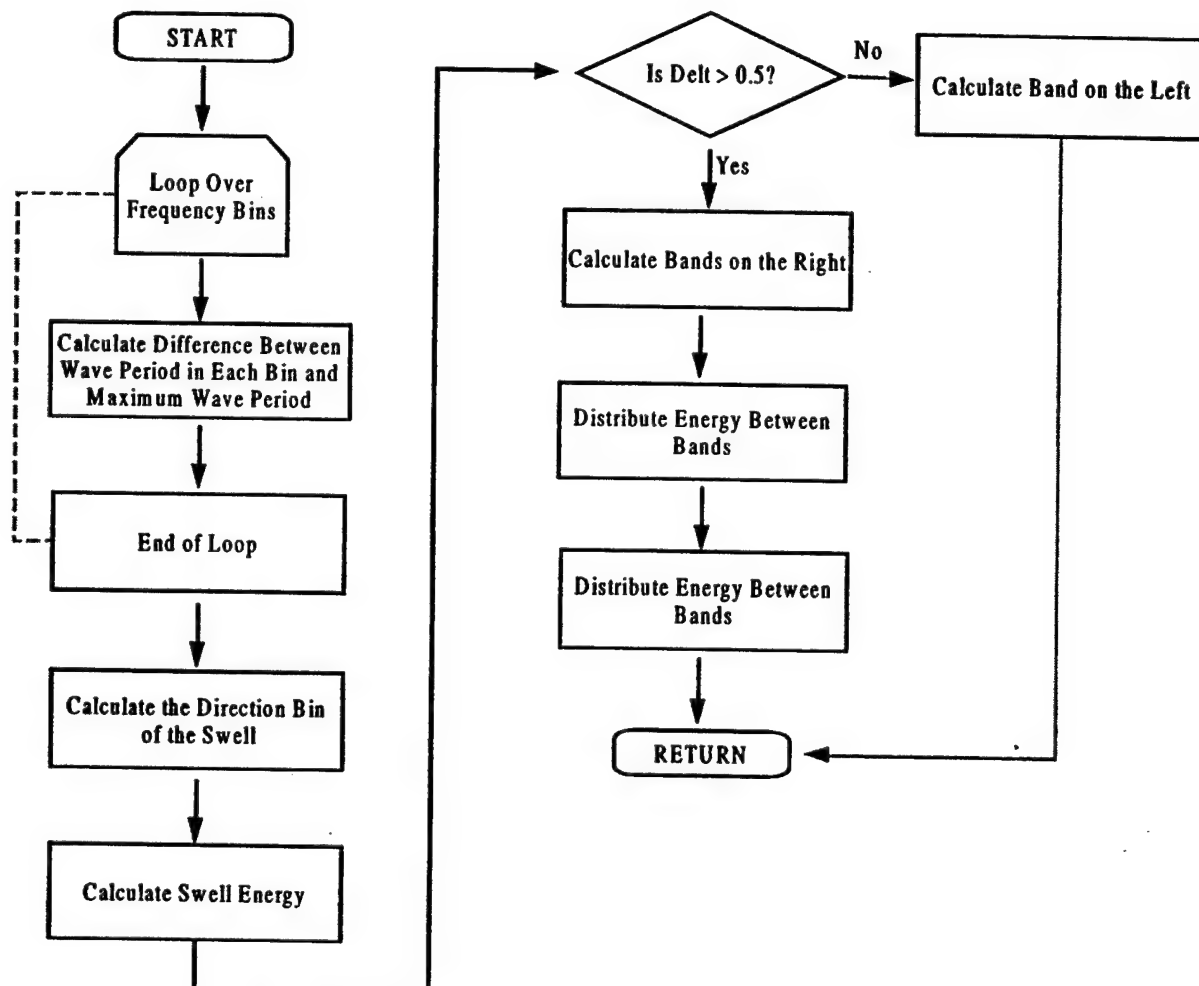 START
Loop Over
Frequency Bins
Calculate Difference Between
Wave Period in Each Bin and
Maximum Wave Period
End of Loop
Calculate the Direction Bin
of the Swell
Calculate Swell Energy
Is Delt > 0.5?
No
Calculate Band on the Left
Yes
Calculate Bands on the Right
Distribute Energy Between
Bands
Distribute Energy Between
Bands
RETURN